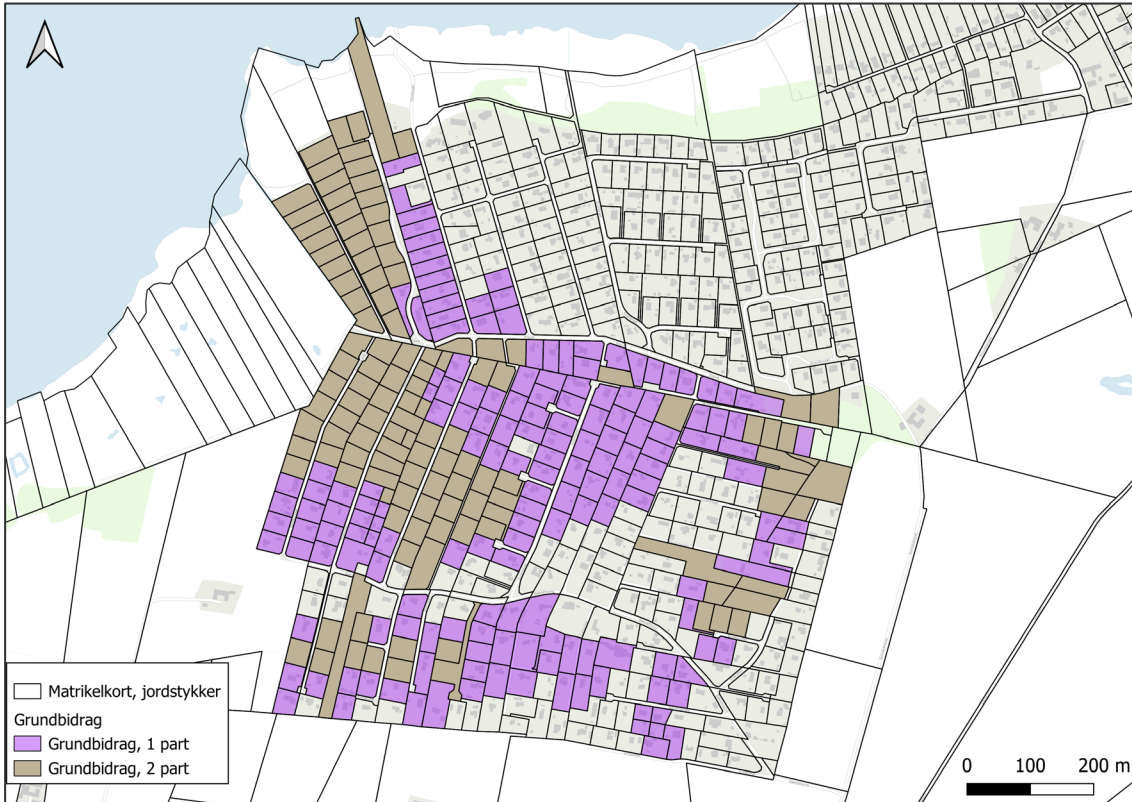 Matrikelkort, jordstykker
Grundbidrag
Grundbidrag, 1 part
Grundbidrag, 2 part
0 100 200 m